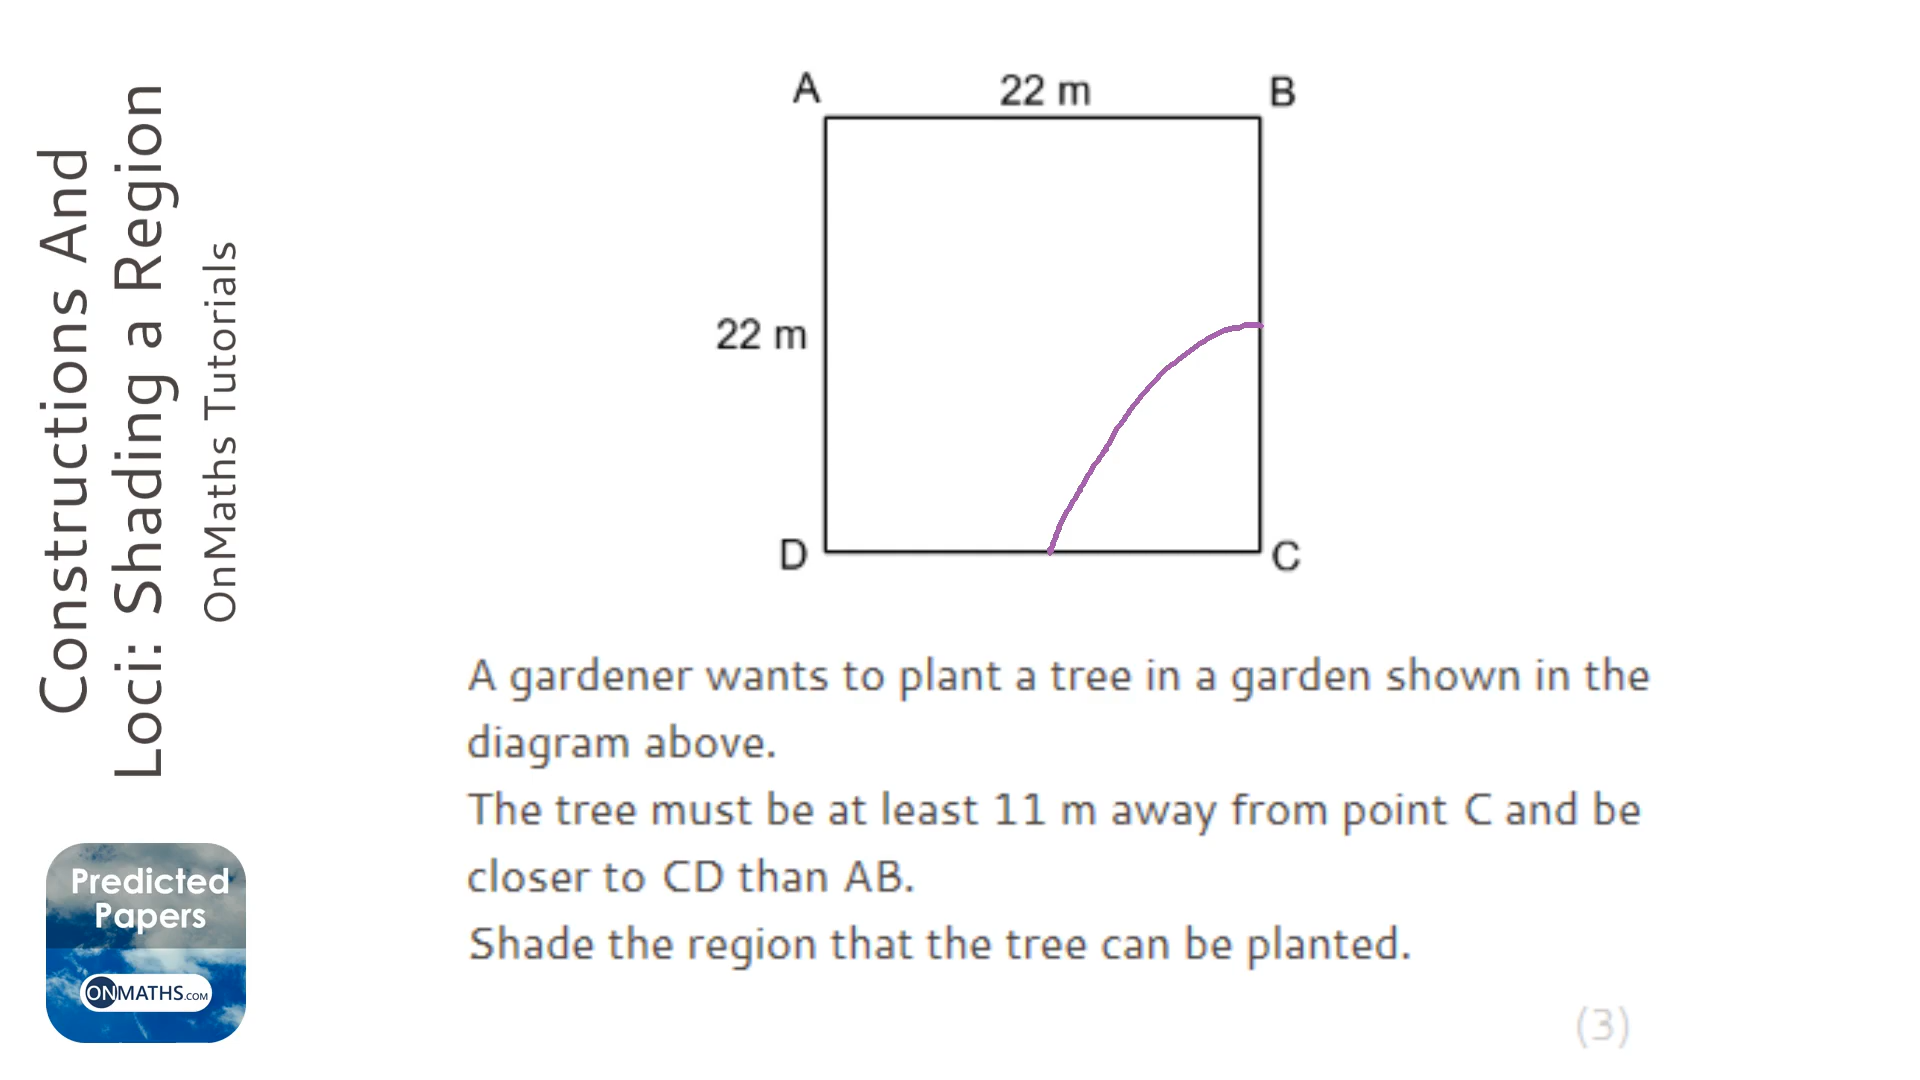 Constructions And
Loci: Shading a Region
OnMaths Tutorials
Predicted
Papers
ONMATHS.COM
A
22 m
B
22 m
D
C
A gardener wants to plant a tree in a garden shown in the
diagram above.
The tree must be at least 11 m away from point C and be
closer to CD than AB.
Shade the region that the tree can be planted.
(3)